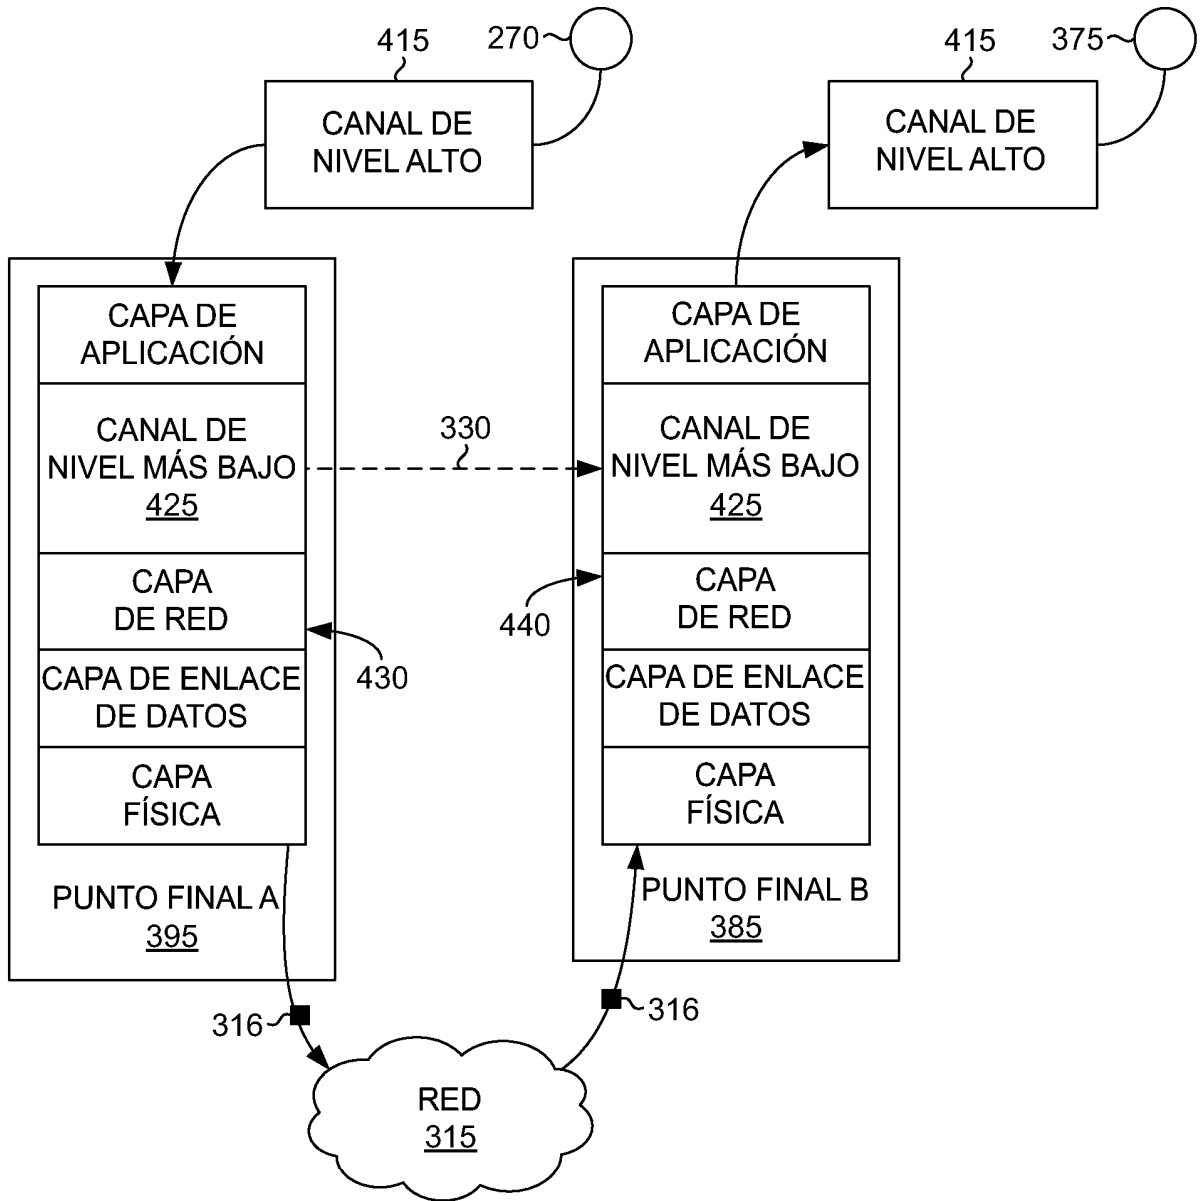 415
270
CANAL DE
NIVEL ALTO
415
375
CANAL DE
NIVEL ALTO
CAPA DE
APLICACIÓN
CANAL DE
NIVEL MÁS BAJO
425
CAPA
DE RED
CAPA DE ENLACE
DE DATOS
CAPA
FÍSICA
PUNTO FINAL A
395
330
430
440
CAPA DE
APLICACIÓN
CANAL DE
NIVEL MÁS BAJO
425
CAPA
DE RED
CAPA DE ENLACE
DE DATOS
CAPA
FÍSICA
PUNTO FINAL B
385
316
316
RED
315